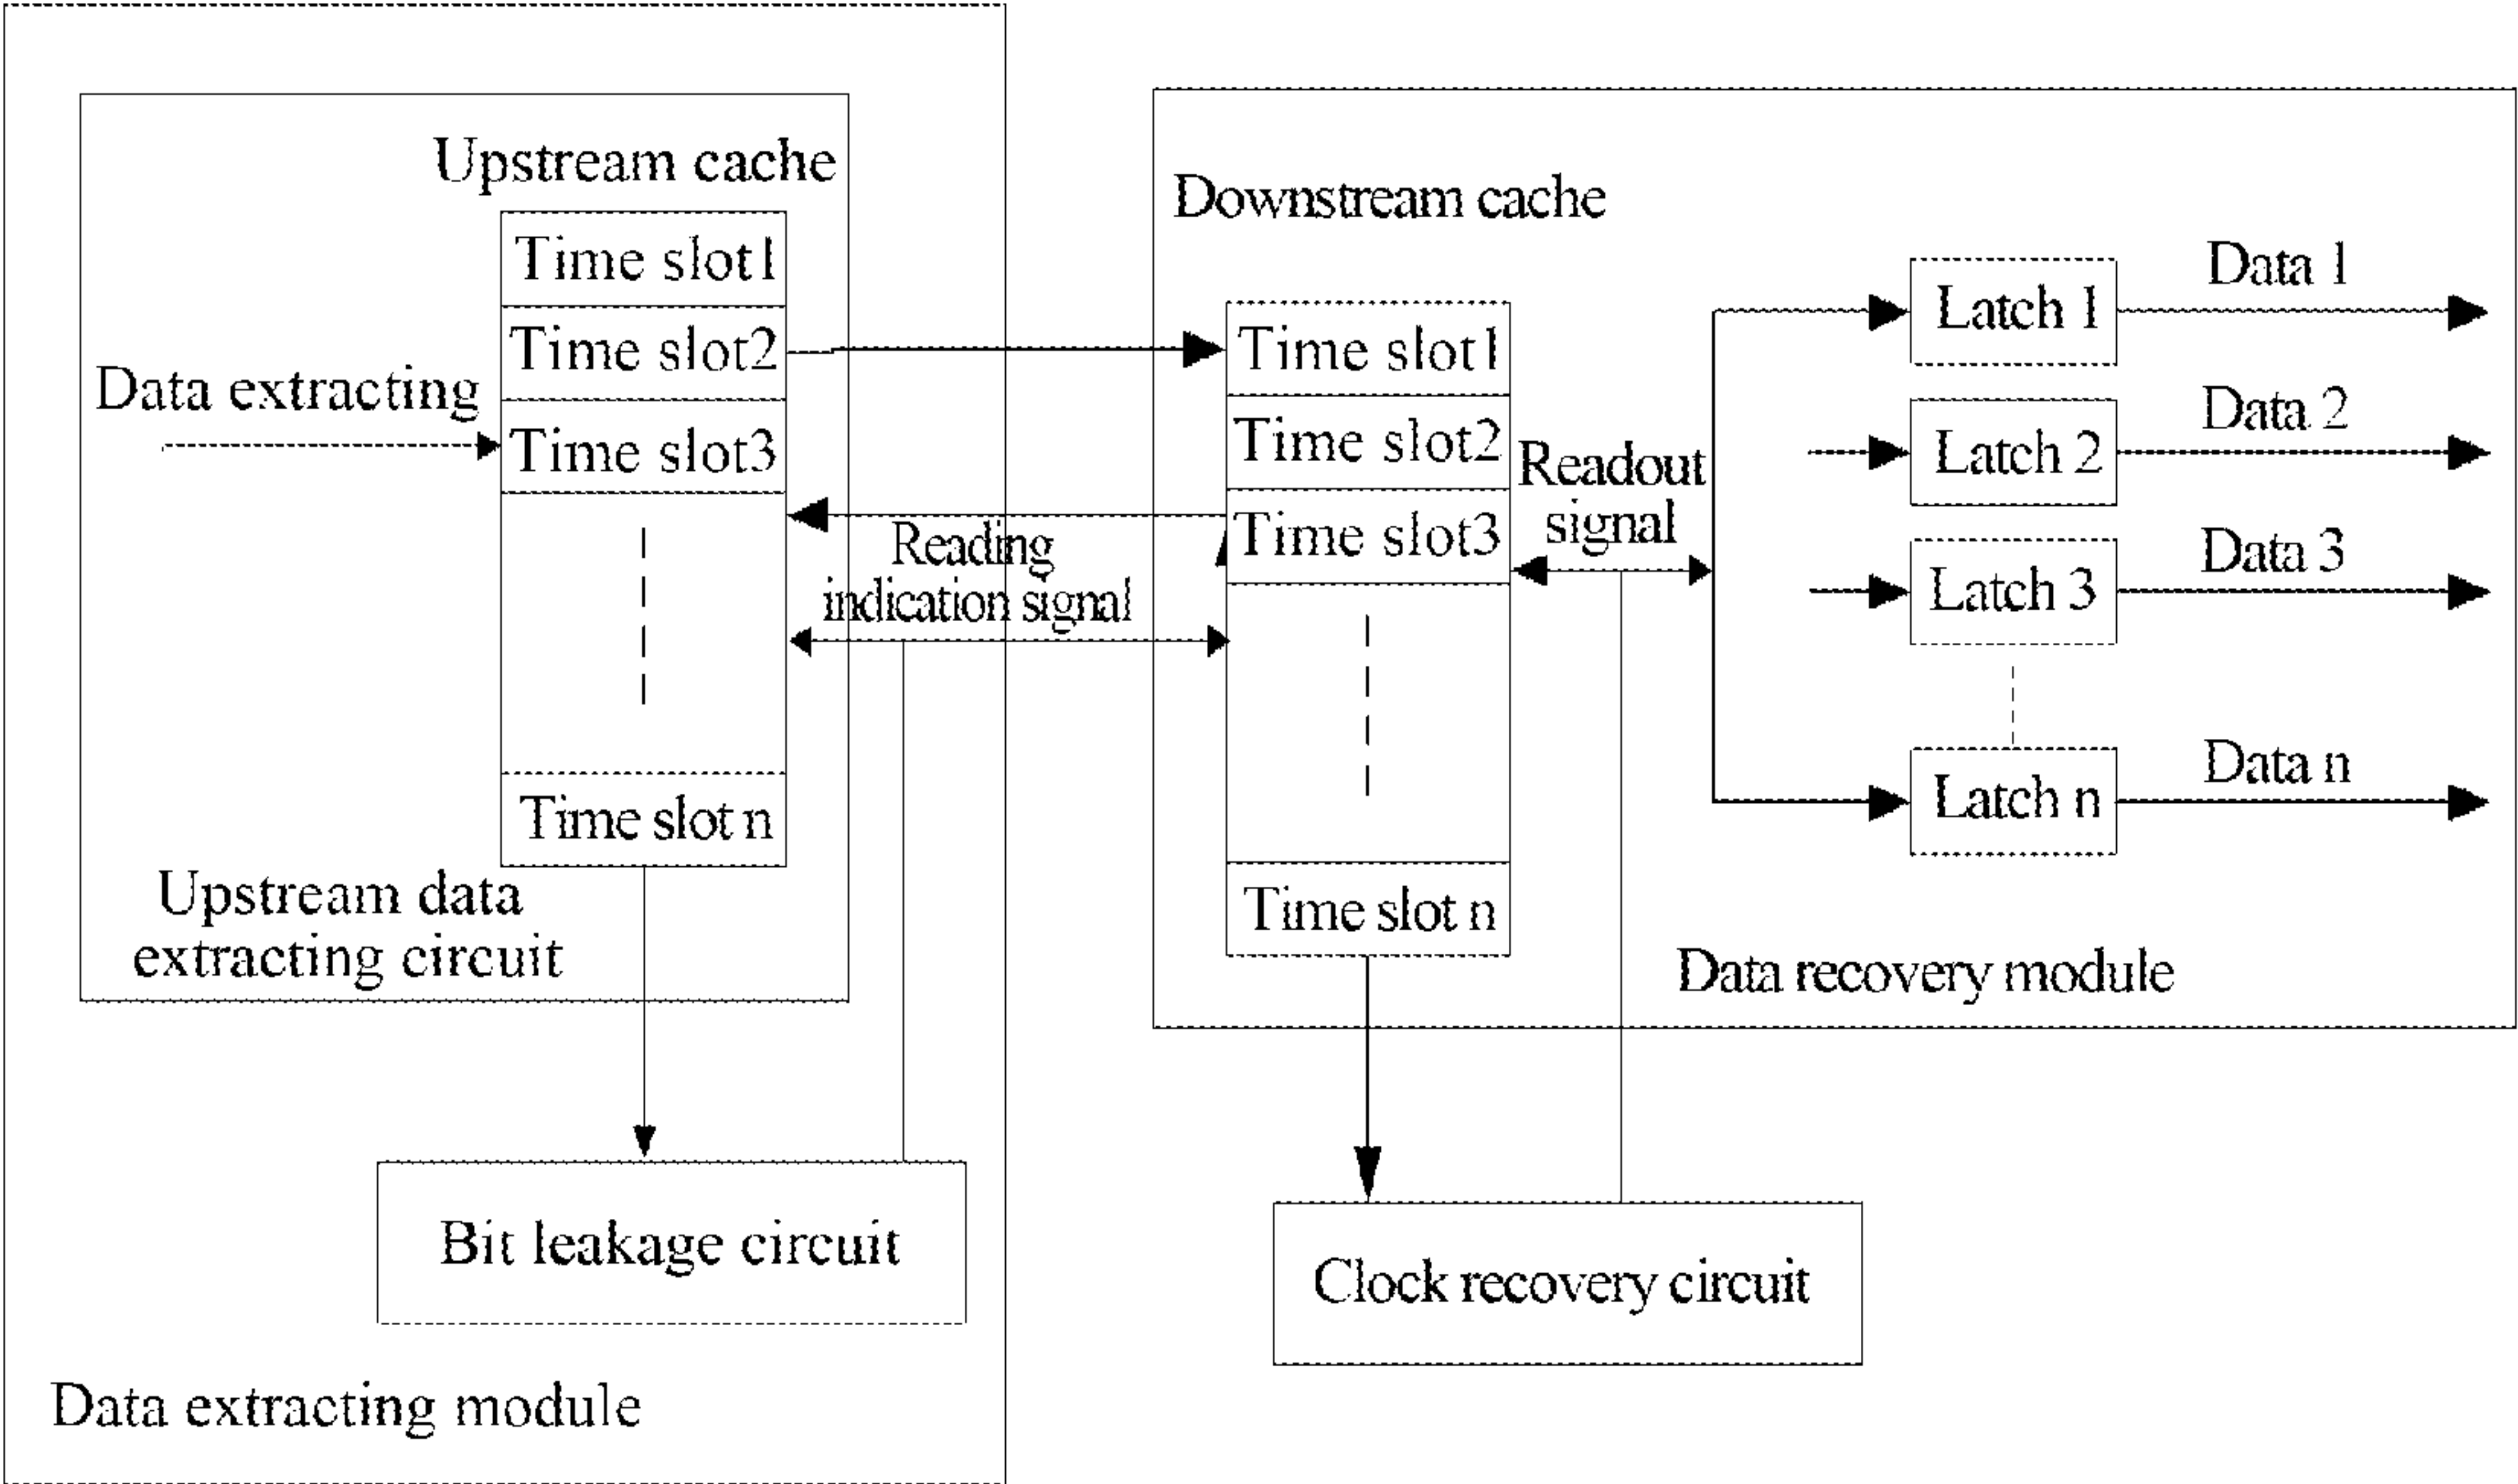 Upstream cache
Time slot1
Time slot2
Time slot3
Time slot n
Data extracting
Upstream data
extracting circuit
Bit leakage circuit
Data extracting module
Reading
indication signal
Downstream cache
Time slot1
Time slot2
Time slot3
Time slot n
Readout
signal
Latch 1
Data 1
Latch 2
Data 2
Latch 3
Data 3
Latch n
Data n
Data recovery module
Clock recovery circuit